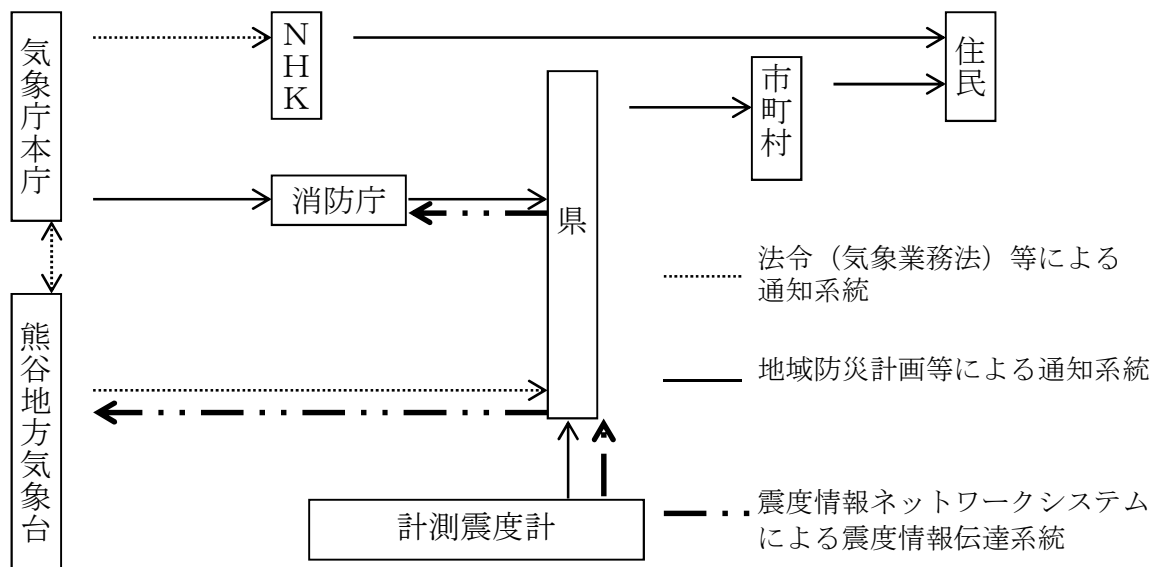 気象庁本庁
NHK
住民
市町村
消防庁
県
熊谷地方気象台
計測震度計
法令（気象業務法）等による
通知系統
地域防災計画等による通知系統
震度情報ネットワークシステム
による震度情報伝達系統